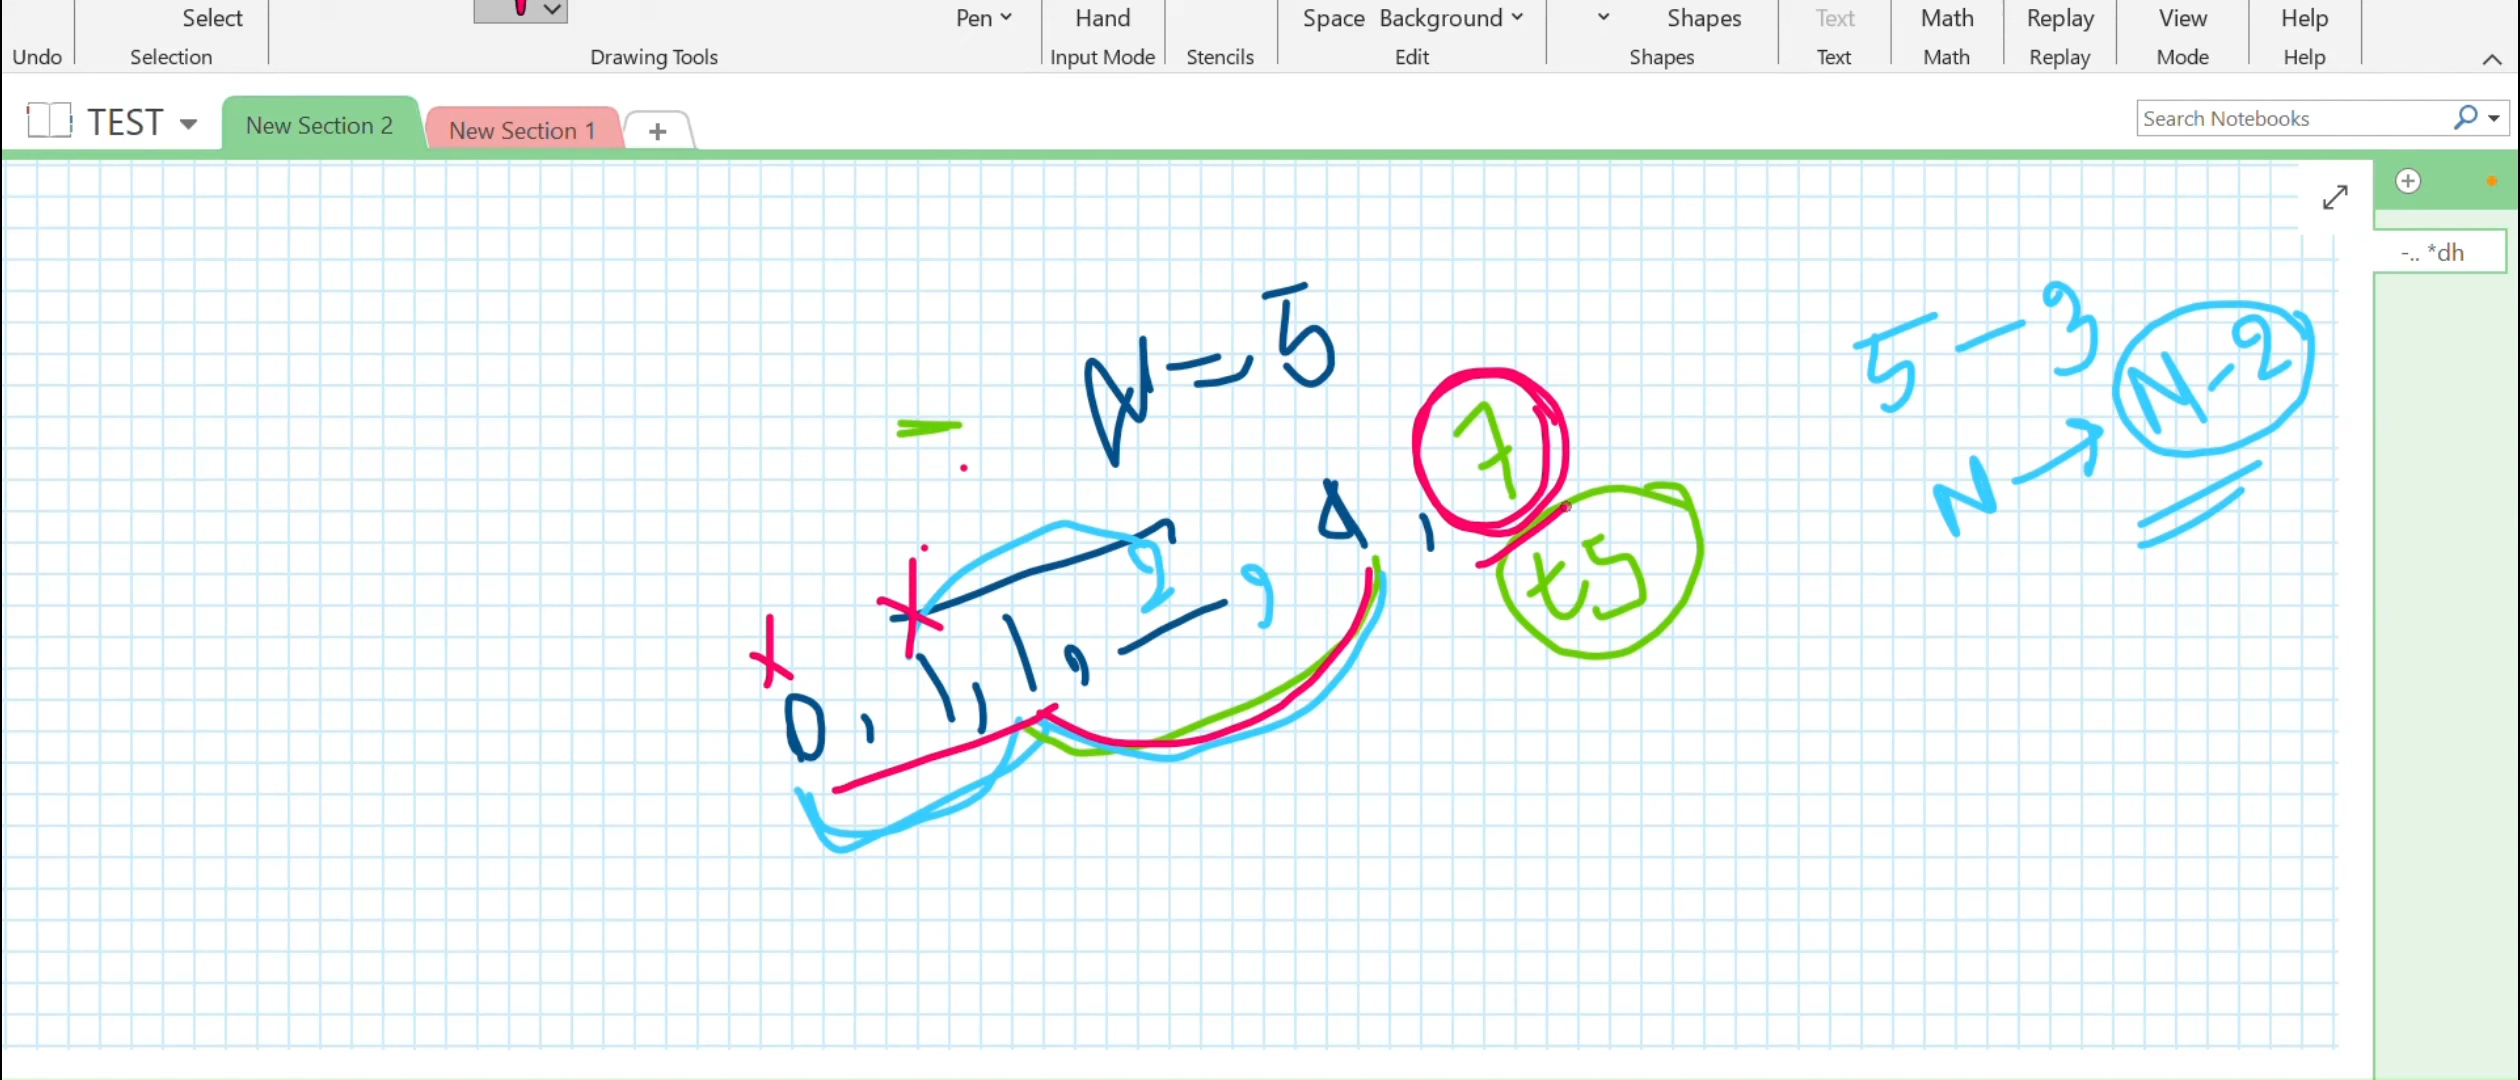 Select Pen Hand Space Background Shapes Text Math Replay View Help
Undo Selection Drawing Tools Input Mode Stencils Edit Shapes Text Math Replay Mode Help
TEST New Section 2 New Section 1 + Search Notebooks
-.. *dh
N = 5
5 - 3
N → N-2
7
t5
2,
0, 1, 1,
4,